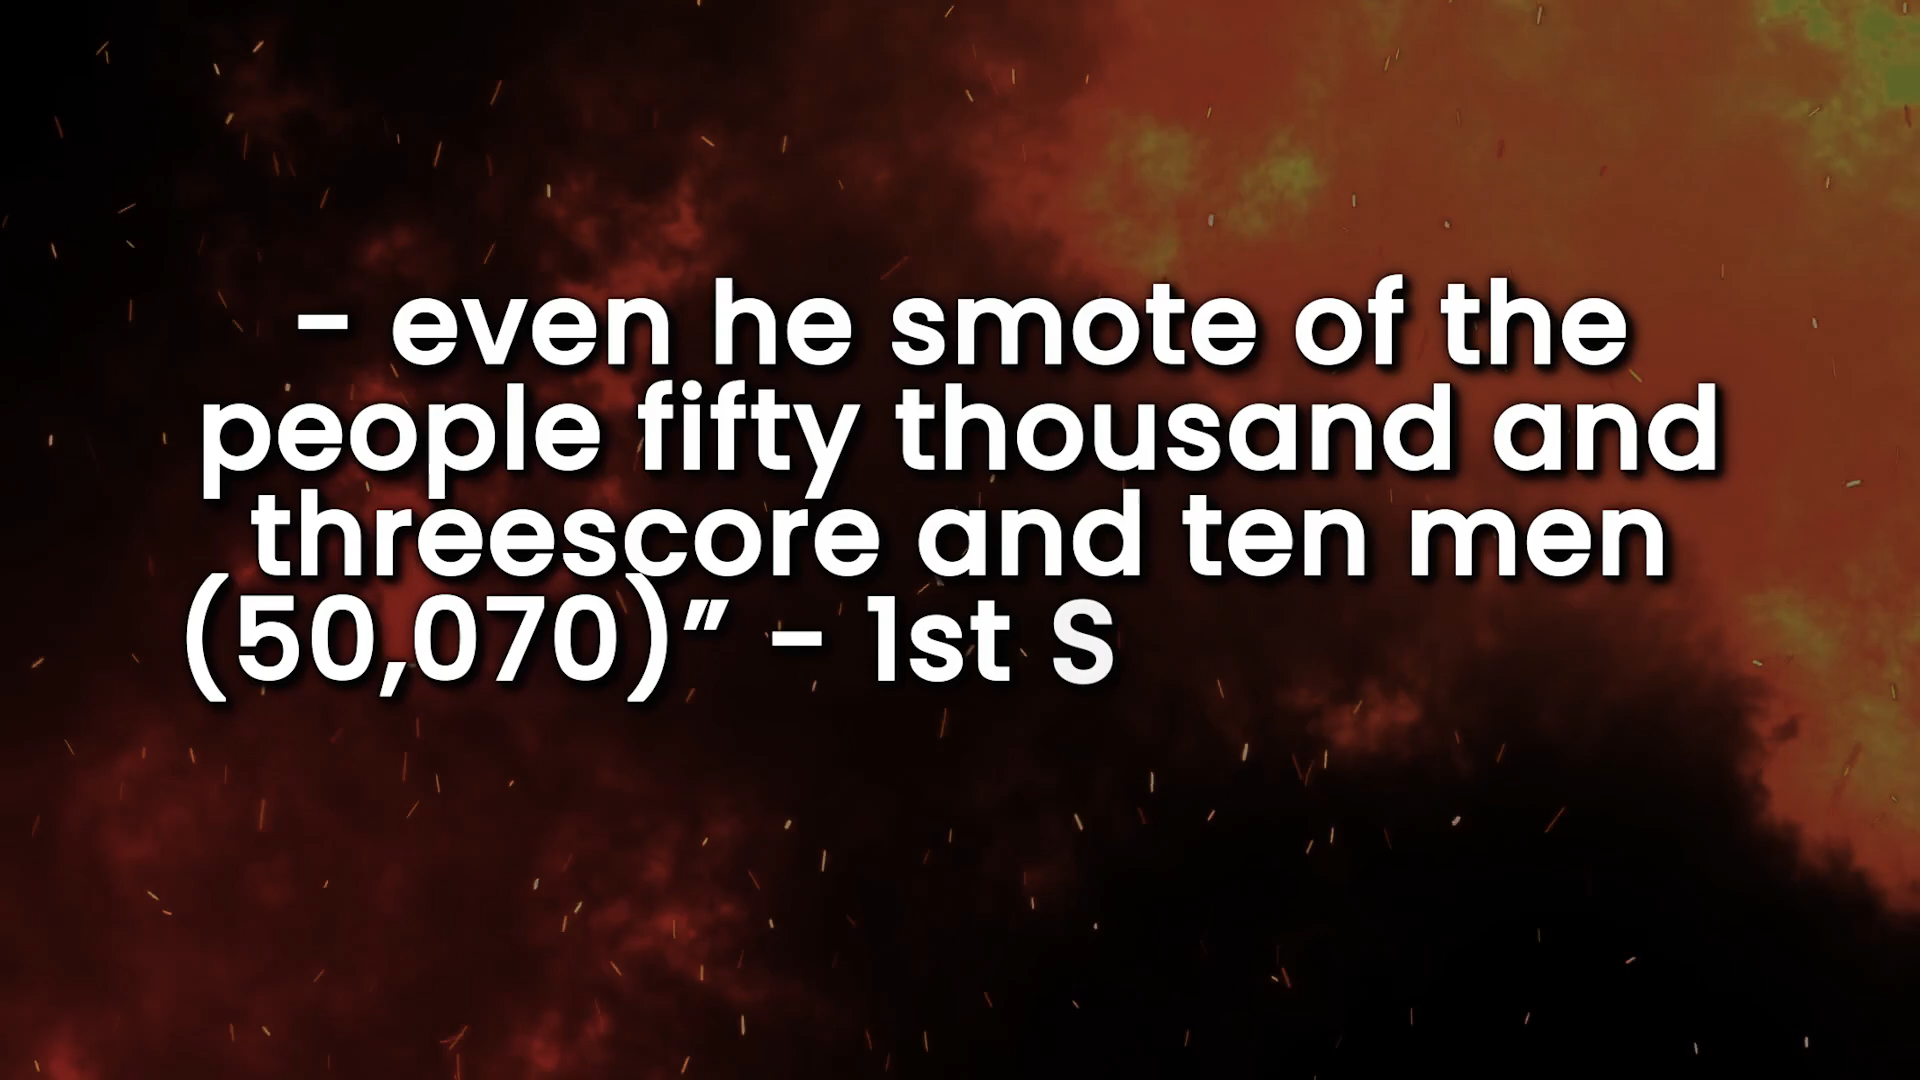 - even he smote of the
people fifty thousand and
threescore and ten men
(50,070)” - 1st S